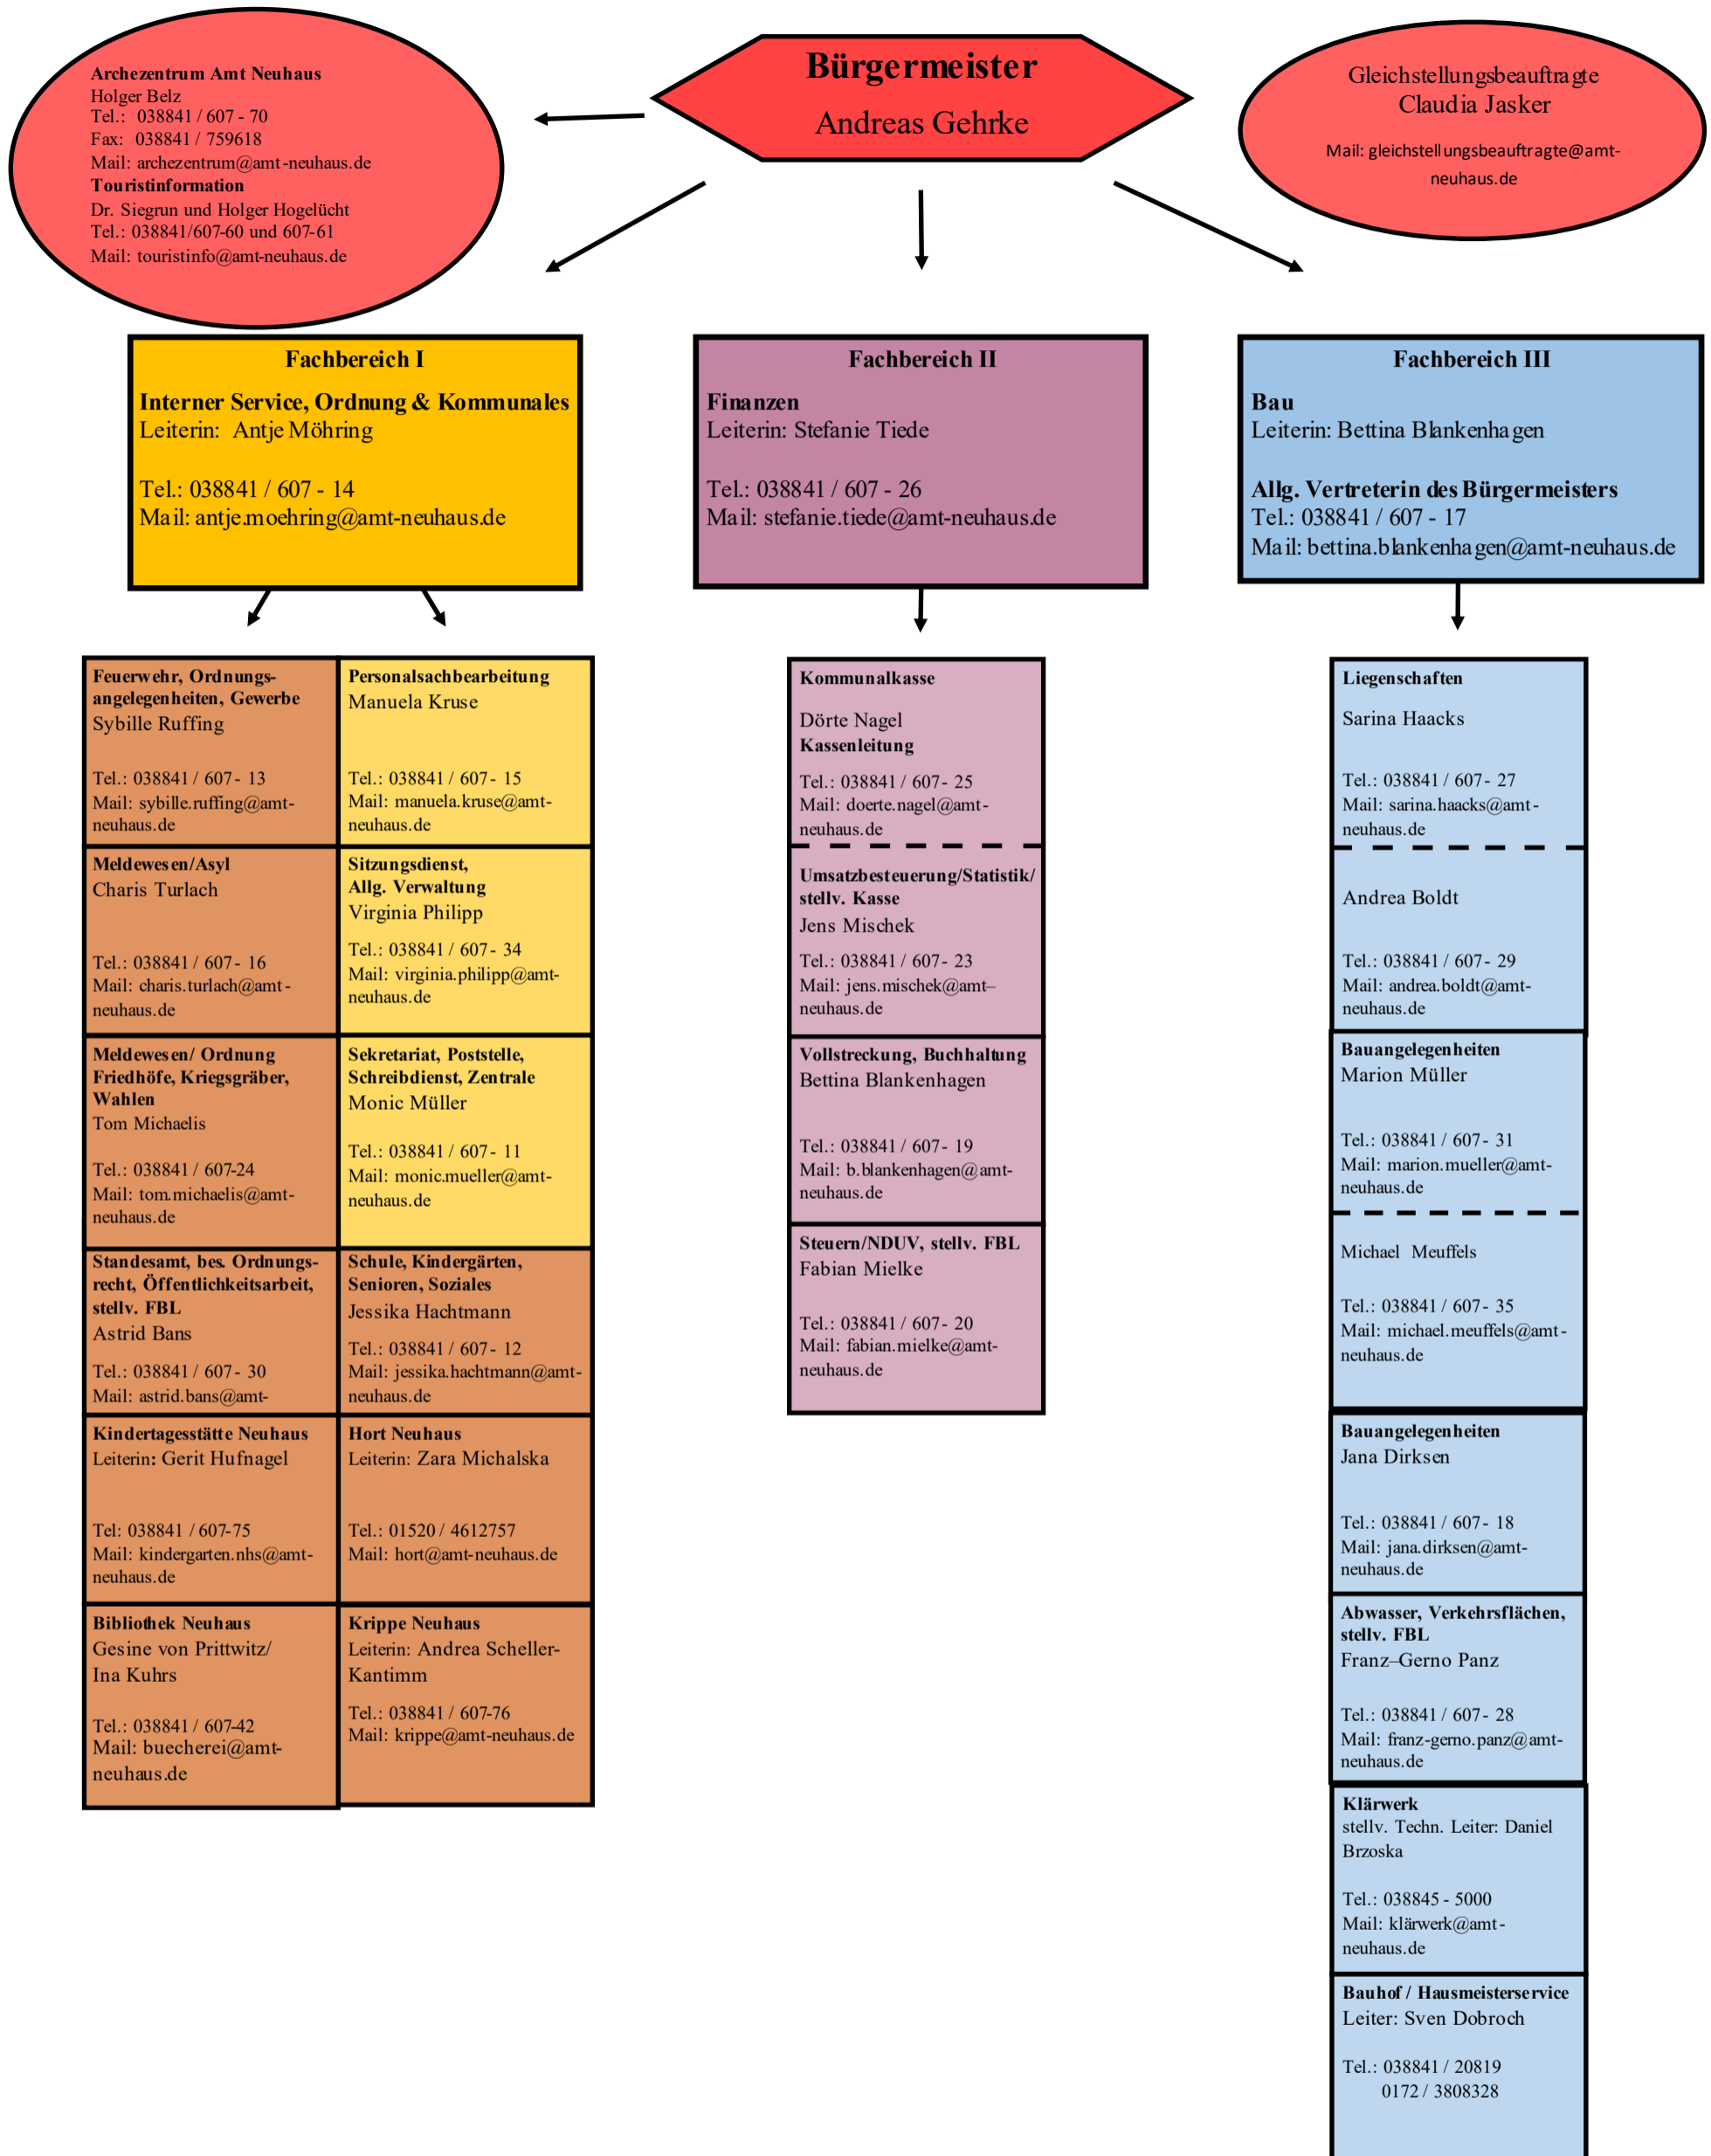 Archezentrum Amt Neuhaus
Holger Belz
Tel.: 038841 / 607 - 70
Fax: 038841 / 759618
Mail: archezentrum@amt-neuhaus.de
Touristinformation
Dr. Siegrun und Holger Hogelücht
Tel.: 038841/607-60 und 607-61
Mail: touristinfo@amt-neuhaus.de
Bürgermeister
Andreas Gehrke
Gleichstellungsbeauftragte
Claudia Jasker
Mail: gleichstellungsbeauftragte@amt-
neuhaus.de
Fachbereich I
Interner Service, Ordnung & Kommunales
Leiterin: Antje Möhring
Tel.: 038841 / 607 - 14
Mail: antje.moehring@amt-neuhaus.de
Fachbereich II
Finanzen
Leiterin: Stefanie Tiede
Tel.: 038841 / 607 - 26
Mail: stefanie.tiede@amt-neuhaus.de
Fachbereich III
Bau
Leiterin: Bettina Blankenhagen
Allg. Vertreterin des Bürgermeisters
Tel.: 038841 / 607 - 17
Mail: bettina.blankenhagen@amt-neuhaus.de
Feuerwehr, Ordnungs-
angelegenheiten, Gewerbe
Sybille Ruffing
Tel.: 038841 / 607 - 13
Mail: sybille.ruffing@amt-
neuhaus.de
Meldewesen/Asyl
Charis Turlach
Tel.: 038841 / 607 - 16
Mail: charis.turlach@amt-
neuhaus.de
Meldewesen/ Ordnung
Friedhöfe, Kriegsgräber,
Wahlen
Tom Michaelis
Tel.: 038841 / 607-24
Mail: tom.michaelis@amt-
neuhaus.de
Standesamt, bes. Ordnungs-
recht, Öffentlichkeitsarbeit,
stellv. FBL
Astrid Bans
Tel.: 038841 / 607 - 30
Mail: astrid.bans@amt-
Kindertagesstätte Neuhaus
Leiterin: Gerit Hufnagel
Tel: 038841 / 607-75
Mail: kindergarten.nhs@amt-
neuhaus.de
Bibliothek Neuhaus
Gesine von Prittwitz/
Ina Kuhrs
Tel.: 038841 / 607-42
Mail: buecherei@amt-
neuhaus.de
Personalsachbearbeitung
Manuela Kruse
Tel.: 038841 / 607 - 15
Mail: manuela.kruse@amt-
neuhaus.de
Sitzungsdienst,
Allg. Verwaltung
Virginia Philipp
Tel.: 038841 / 607 - 34
Mail: virginia.philipp@amt-
neuhaus.de
Sekretariat, Poststelle,
Schreibdienst, Zentrale
Monic Müller
Tel.: 038841 / 607 - 11
Mail: monic.mueller@amt-
neuhaus.de
Schule, Kindergärten,
Senioren, Soziales
Jessika Hachtmann
Tel.: 038841 / 607 - 12
Mail: jessika.hachtmann@amt-
neuhaus.de
Hort Neuhaus
Leiterin: Zara Michalska
Tel.: 01520 / 4612757
Mail: hort@amt-neuhaus.de
Krippe Neuhaus
Leiterin: Andrea Scheller-
Kantimm
Tel.: 038841 / 607-76
Mail: krippe@amt-neuhaus.de
Kommunalkasse
Dörte Nagel
Kassenleitung
Tel.: 038841 / 607 - 25
Mail: doerte.nagel@amt-
neuhaus.de
Umsatzbesteuerung/Statistik/
stellv. Kasse
Jens Mischek
Tel.: 038841 / 607 - 23
Mail: jens.mischek@amt–
neuhaus.de
Vollstreckung, Buchhaltung
Bettina Blankenhagen
Tel.: 038841 / 607 - 19
Mail: b.blankenhagen@amt-
neuhaus.de
Steuern/NDUV, stellv. FBL
Fabian Mielke
Tel.: 038841 / 607 - 20
Mail: fabian.mielke@amt-
neuhaus.de
Liegenschaften
Sarina Haacks
Tel.: 038841 / 607 - 27
Mail: sarina.haacks@amt-
neuhaus.de
Andrea Boldt
Tel.: 038841 / 607 - 29
Mail: andrea.boldt@amt-
neuhaus.de
Bauangelegenheiten
Marion Müller
Tel.: 038841 / 607 - 31
Mail: marion.mueller@amt-
neuhaus.de
Michael Meuffels
Tel.: 038841 / 607 - 35
Mail: michael.meuffels@amt-
neuhaus.de
Bauangelegenheiten
Jana Dirksen
Tel.: 038841 / 607 - 18
Mail: jana.dirksen@amt-
neuhaus.de
Abwasser, Verkehrsflächen,
stellv. FBL
Franz–Gerno Panz
Tel.: 038841 / 607 - 28
Mail: franz-gerno.panz@amt-
neuhaus.de
Klärwerk
stellv. Techn. Leiter: Daniel
Brzoska
Tel.: 038845 - 5000
Mail: klärwerk@amt-
neuhaus.de
Bauhof / Hausmeisterservice
Leiter: Sven Dobroch
Tel.: 038841 / 20819
0172 / 3808328